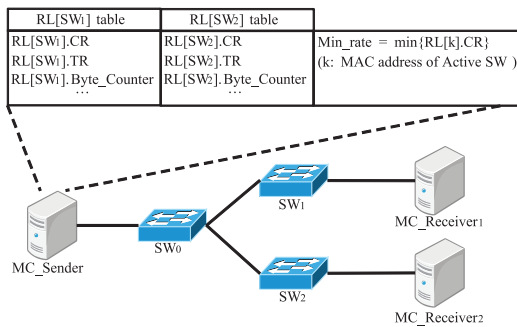 RL[SW1] table
RL[SW2] table
RL[SW1].CR
RL[SW1].TR
RL[SW1].Byte_Counter
...
RL[SW2].CR
RL[SW2].TR
RL[SW2].Byte_Counter
...
Min_rate = min{RL[k].CR}
(k: MAC address of Active SW )
MC_Sender
SW0
SW1
SW2
MC_Receiver1
MC_Receiver2